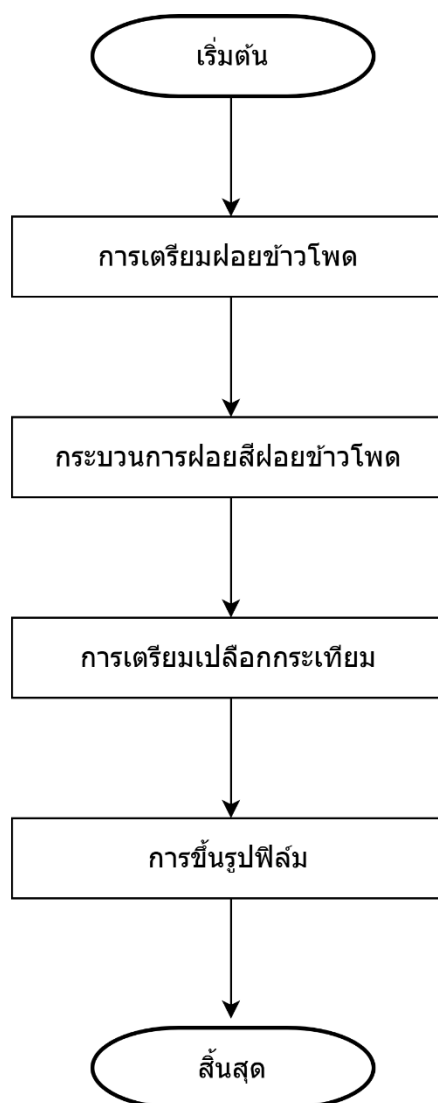 เริ่มต้น
การเตรียมฝอยข้าวโพด
กระบวนการฝอยสีฝอยข้าวโพด
การเตรียมเปลือกกระเทียม
การขึ้นรูปฟิล์ม
สิ้นสุด